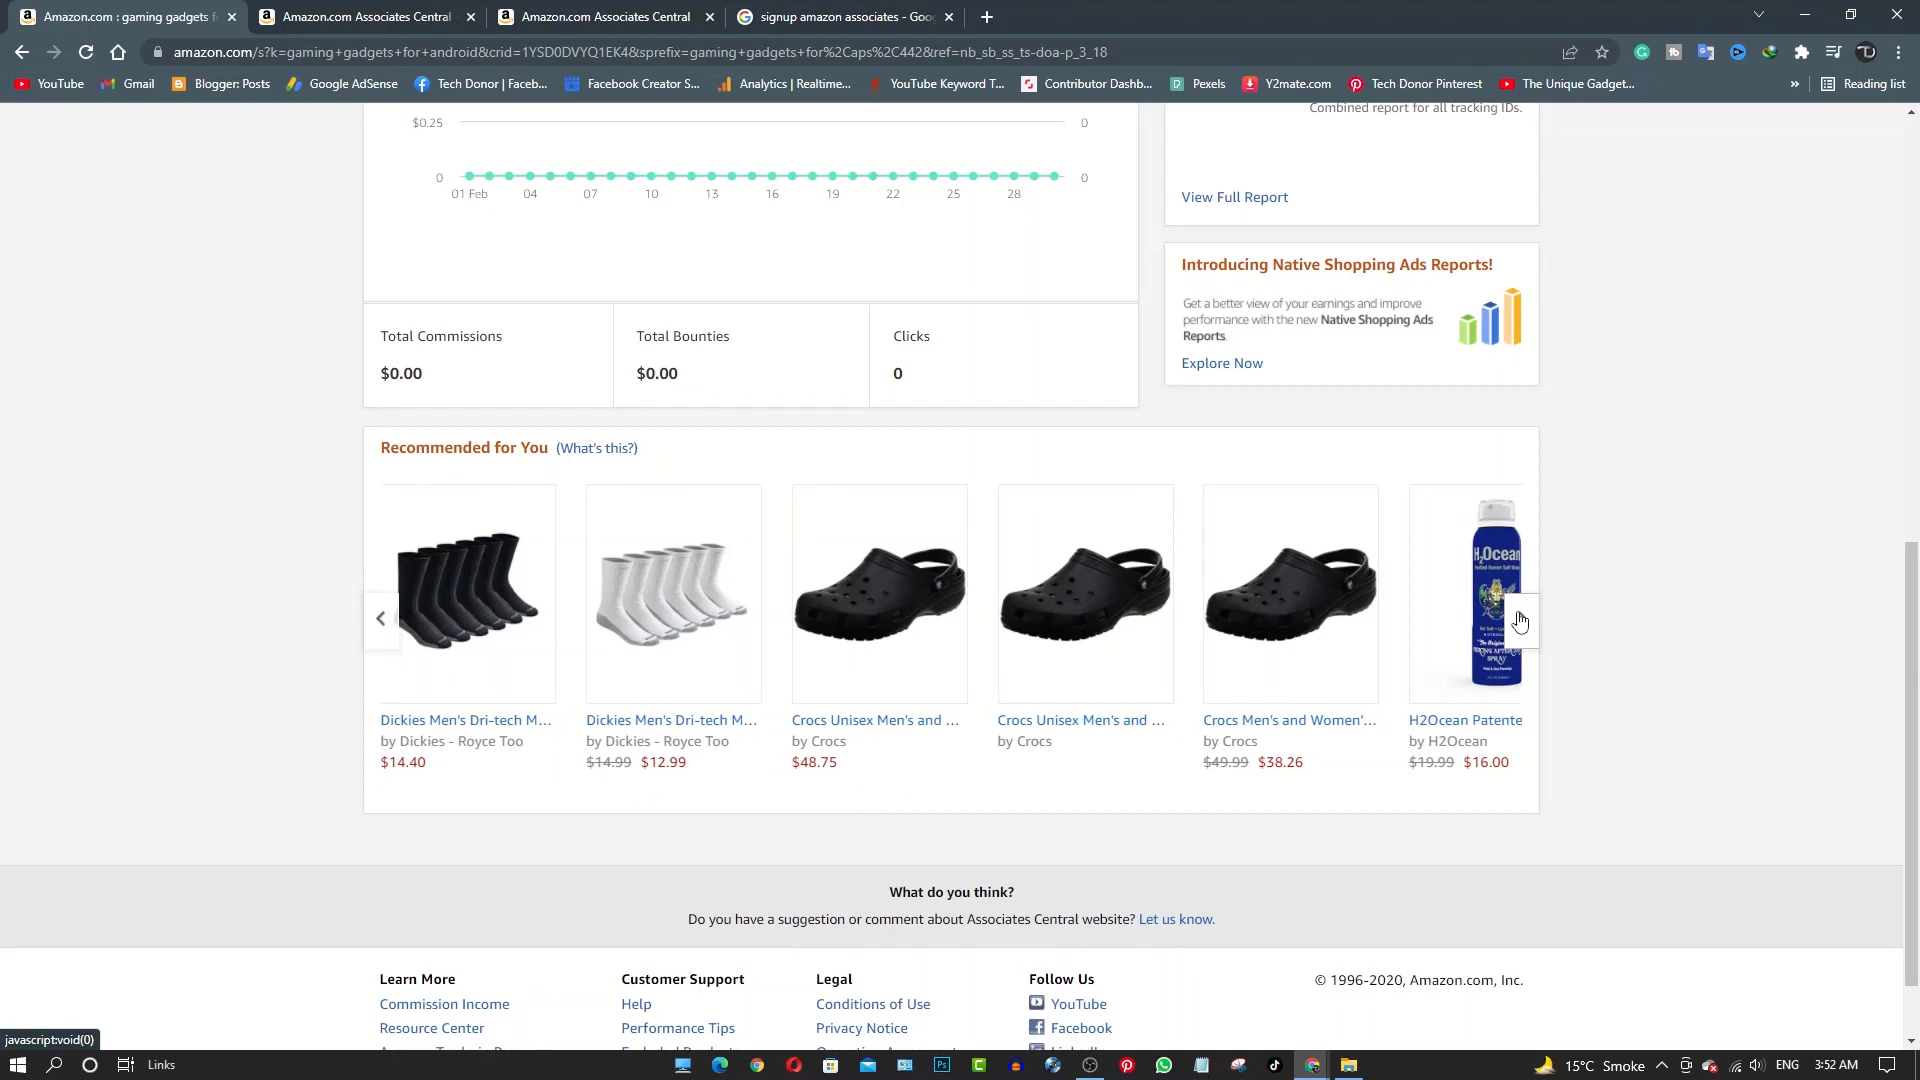 Amazon.com : gaming gadgets f
Amazon.com Associates Central
Amazon.com Associates Central
signup amazon associates - Goo
amazon.com/s?k=gaming+gadgets+for+android&crid=1YSD0DVYQ1EK4&sprefix=gaming+gadgets+for%2Caps%2C442&ref=nb_sb_ss_ts-doa-p_3_18
YouTube
Gmail
Blogger: Posts
Google AdSense
Tech Donor | Faceb...
Facebook Creator S...
Analytics | Realtime...
YouTube Keyword T...
Contributor Dashb...
Pexels
Y2mate.com
Tech Donor Pinterest
The Unique Gadget...
»
Reading list
Combined report for all tracking IDs.
$0.25
0
0
0
01 Feb 04 07 10 13 16 19 22 25 28
View Full Report
Introducing Native Shopping Ads Reports!
Get a better view of your earnings and improve
performance with the new Native Shopping Ads
Reports.
Explore Now
Total Commissions
$0.00
Total Bounties
$0.00
Clicks
0
Recommended for You (What's this?)
H2Ocean
Dickies Men's Dri-tech M...
by Dickies - Royce Too
$14.40
Dickies Men's Dri-tech M...
by Dickies - Royce Too
$14.99 $12.99
Crocs Unisex Men's and ...
by Crocs
$48.75
Crocs Unisex Men's and ...
by Crocs
Crocs Men's and Women'...
by Crocs
$49.99 $38.26
H2Ocean Patente
by H2Ocean
$19.99 $16.00
What do you think?
Do you have a suggestion or comment about Associates Central website? Let us know.
Learn More
Commission Income
Resource Center
Customer Support
Help
Performance Tips
Legal
Conditions of Use
Privacy Notice
Follow Us
YouTube
Facebook
© 1996-2020, Amazon.com, Inc.
javascript:void(0)
Links
15°C Smoke
ENG
3:52 AM